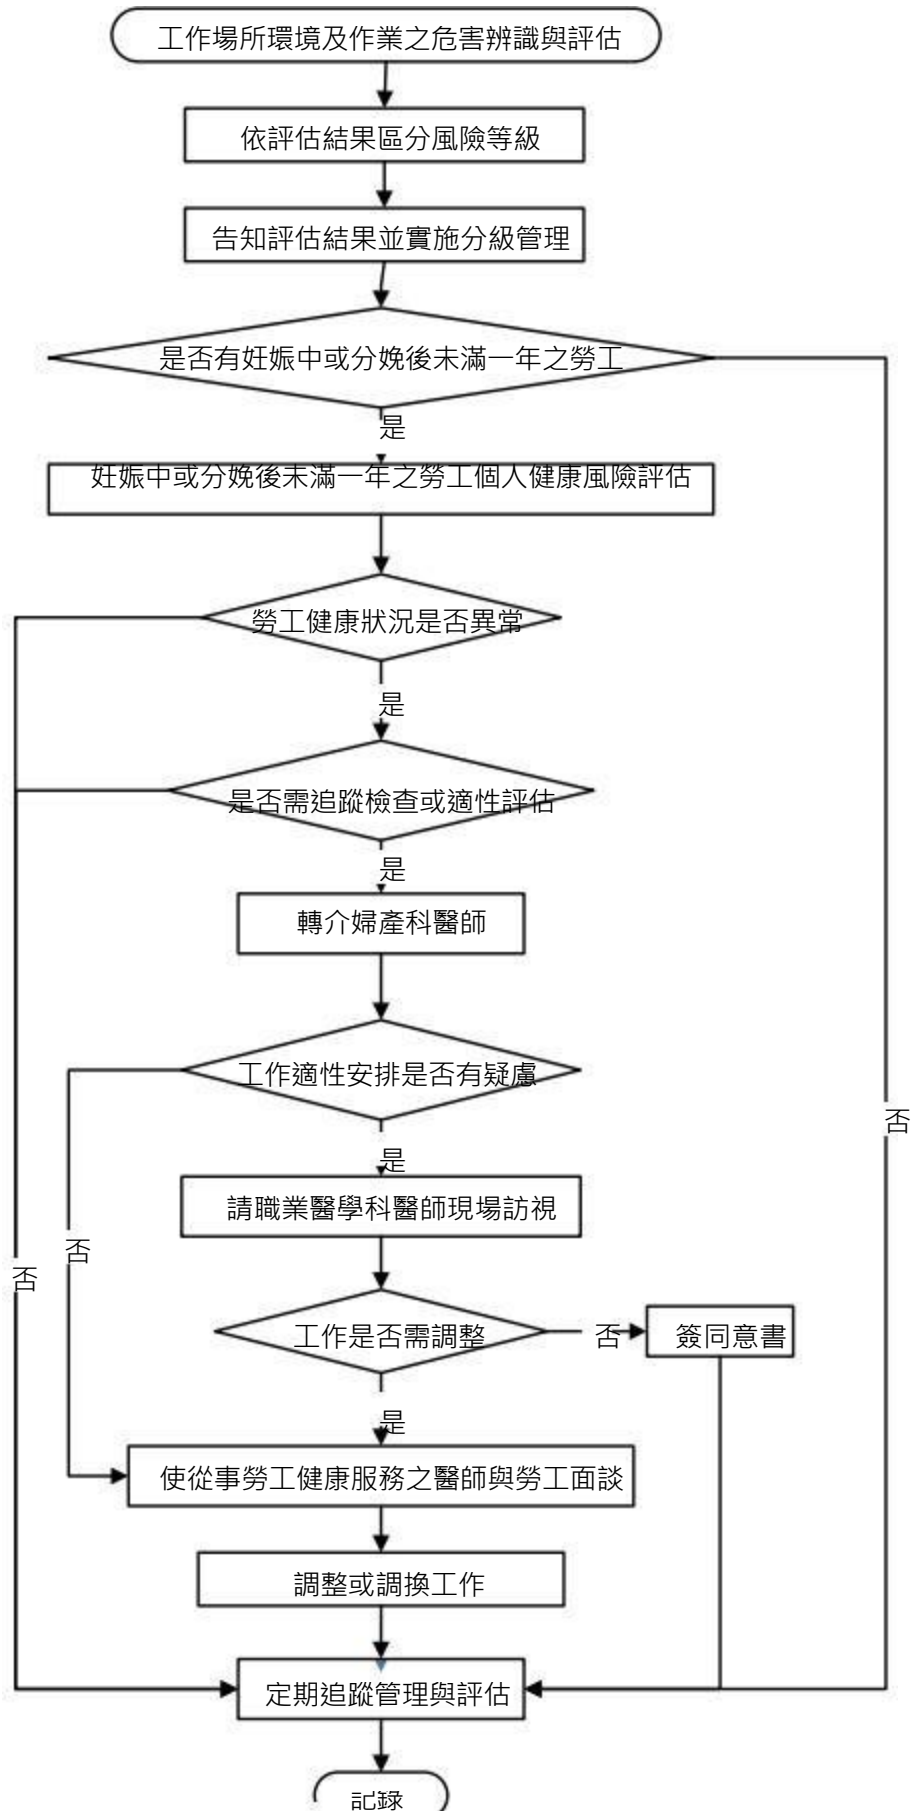 工作場所環境及作業之危害辨識與評估
依評估結果區分風險等級
告知評估結果並實施分級管理
是否有妊娠中或分娩後未滿一年之勞工
是
妊娠中或分娩後未滿一年之勞工個人健康風險評估
勞工健康狀況是否異常
是
是否需追蹤檢查或適性評估
是
轉介婦產科醫師
工作適性安排是否有疑慮
否
是
請職業醫學科醫師現場訪視
否
否
工作是否需調整
否
簽同意書
是
使從事勞工健康服務之醫師與勞工面談
調整或調換工作
定期追蹤管理與評估
記錄